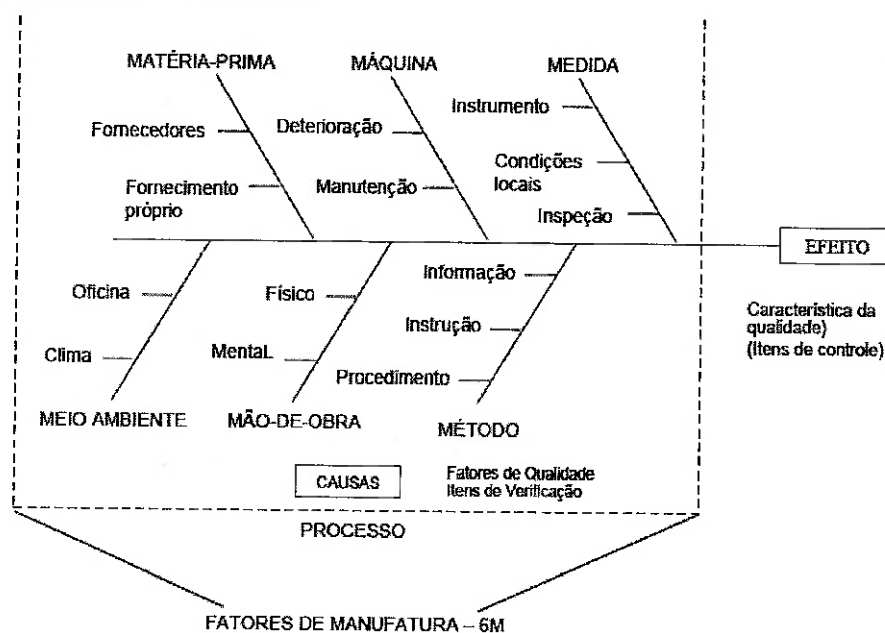 MATÉRIA-PRIMA
MÁQUINA
MEDIDA
Fornecedores
Fornecimento
próprio
Deterioração
Manutenção
Instrumento
Condições
locais
Inspeção
EFEITO
Característica da
qualidade)
(Itens de controle)
Oficina
Clima
Físico
MentaL
Informação
Instrução
Procedimento
MEIO AMBIENTE
MÃO-DE-OBRA
MÉTODO
CAUSAS
Fatores de Qualidade
Itens de Verificação
PROCESSO
FATORES DE MANUFATURA – 6M